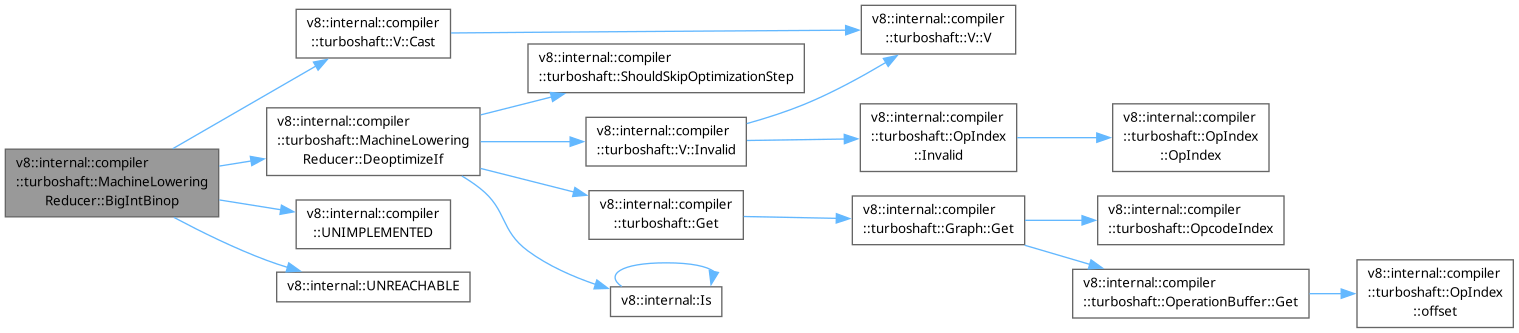 v8::internal::compiler
::turboshaft::MachineLowering
Reducer::BigIntBinop
v8::internal::compiler
::turboshaft::V::Cast
v8::internal::compiler
::turboshaft::V::V
v8::internal::compiler
::turboshaft::MachineLowering
Reducer::DeoptimizeIf
v8::internal::compiler
::turboshaft::ShouldSkipOptimizationStep
v8::internal::compiler
::turboshaft::V::Invalid
v8::internal::compiler
::turboshaft::OpIndex
::Invalid
v8::internal::compiler
::turboshaft::OpIndex
::OpIndex
v8::internal::compiler
::turboshaft::Get
v8::internal::compiler
::turboshaft::Graph::Get
v8::internal::compiler
::turboshaft::OpcodeIndex
v8::internal::compiler
::turboshaft::OperationBuffer::Get
v8::internal::compiler
::turboshaft::OpIndex
::offset
v8::internal::Is
v8::internal::compiler
::UNIMPLEMENTED
v8::internal::UNREACHABLE